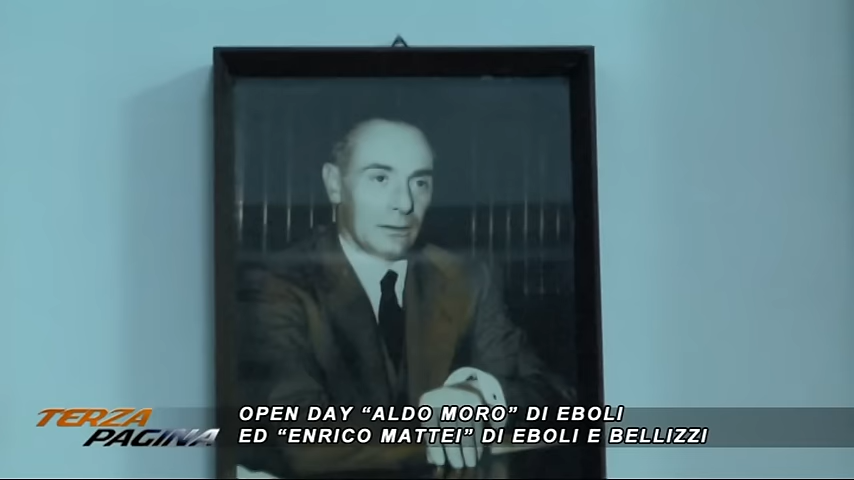 TERZA
PAGINA
OPEN DAY “ALDO MORO” DI EBOLI
ED “ENRICO MATTEI” DI EBOLI E BELLIZZI